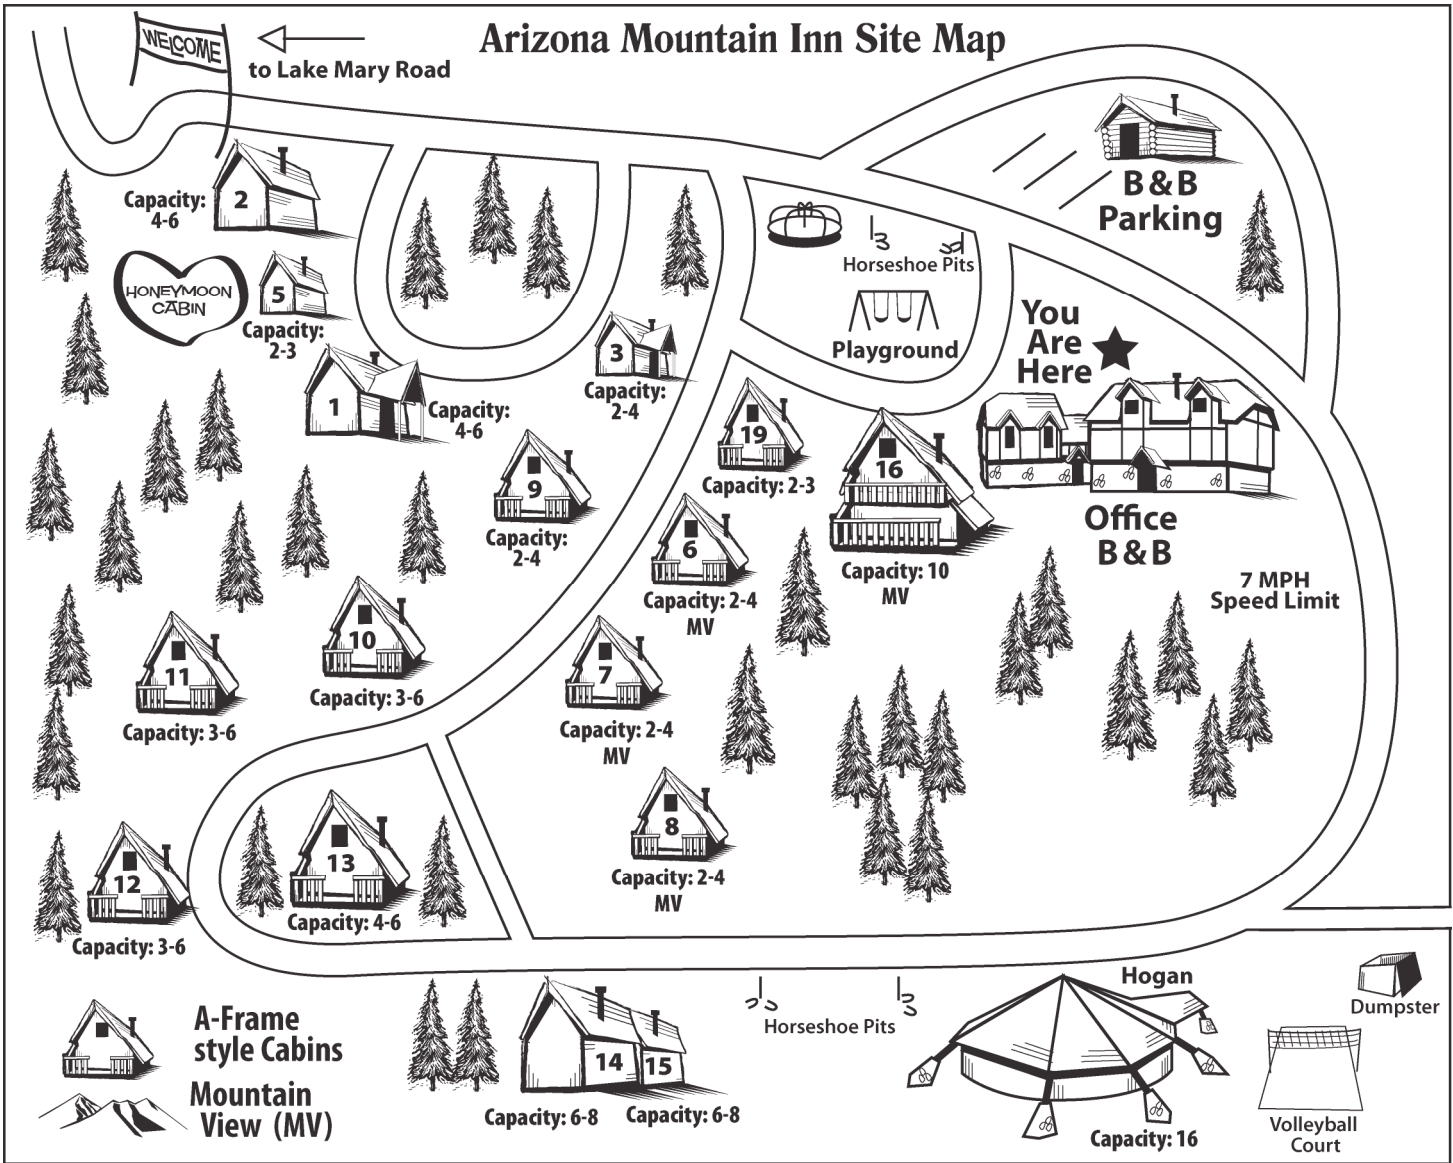 Arizona Mountain Inn Site Map
WELCOME
to Lake Mary Road
B & B
Parking
2
Capacity:
4-6
HONEYMOON
CABIN
5
Capacity:
2-3
1
Capacity:
4-6
3
Capacity:
2-4
Horseshoe Pits
Playground
You
Are
Here
Office
B & B
7 MPH
Speed Limit
19
Capacity: 2-3
16
Capacity: 10
MV
9
Capacity:
2-4
6
Capacity: 2-4
MV
10
Capacity: 3-6
11
Capacity: 3-6
7
Capacity: 2-4
MV
8
Capacity: 2-4
MV
12
Capacity: 3-6
13
Capacity: 4-6
A-Frame
style Cabins
Mountain
View (MV)
14
15
Capacity: 6-8
Capacity: 6-8
Horseshoe Pits
Hogan
Capacity: 16
Dumpster
Volleyball
Court